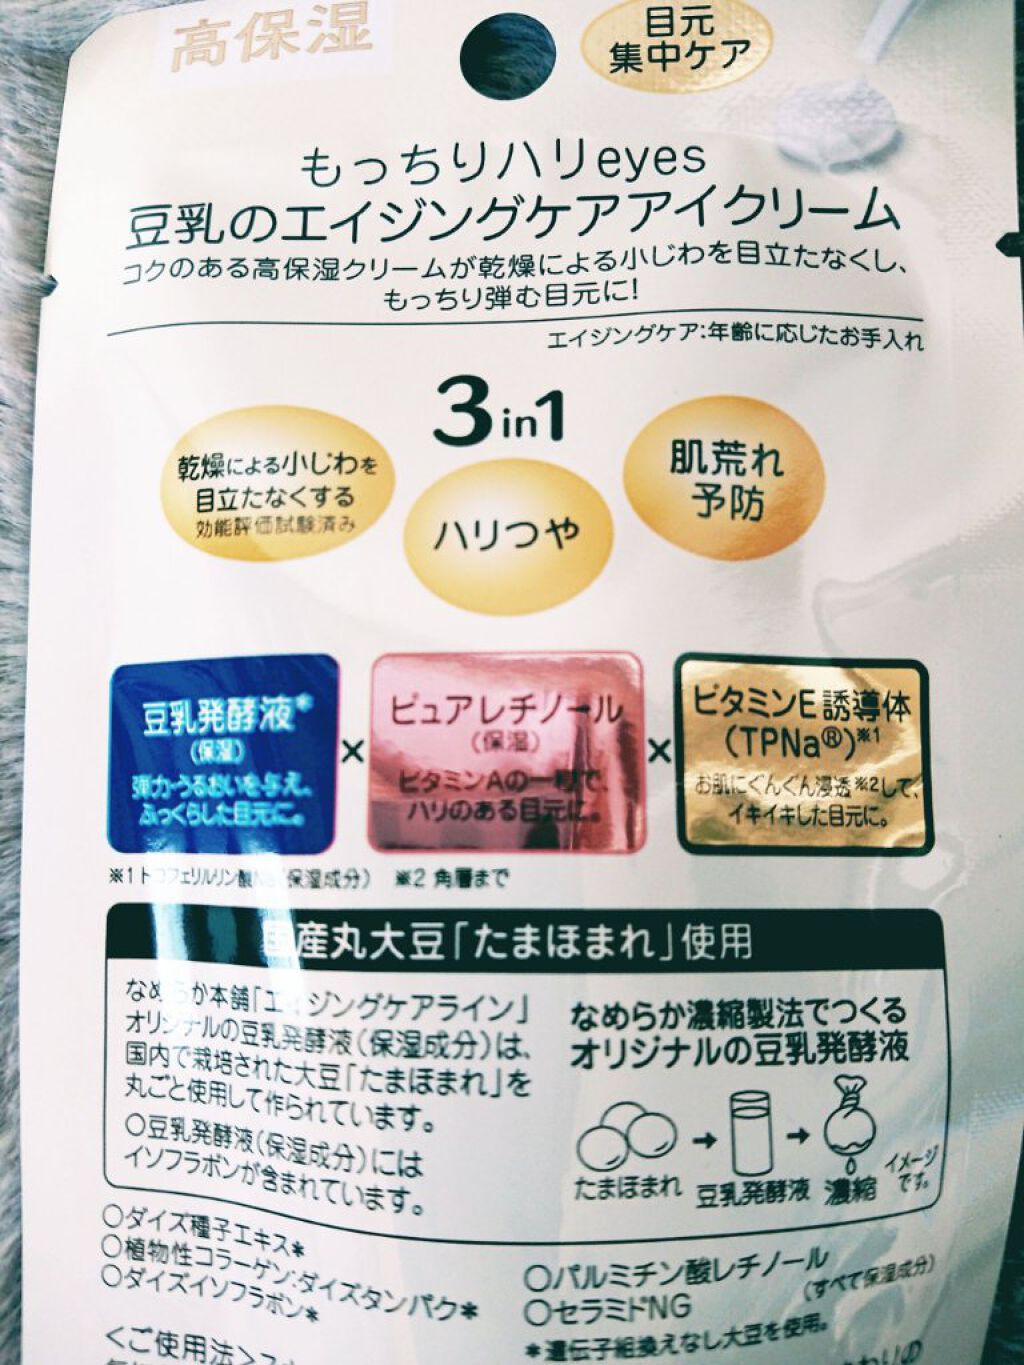 高保湿
目元
集中ケア
もっちりハリeyes
豆乳のエイジングケアアイクリーム
コクのある高保湿クリームが乾燥による小じわを目立たなくし、
もっちり弾む目元に!
エイジングケア:年齢に応じたお手入れ
3in1
乾燥による小じわを
目立たなくする
効能評価試験済み
ハリつや
肌荒れ
予防
豆乳発酵液*
(保湿)
弾力・うるおいを与え、
ふっくらした目元に。
×
ピュアレチノール
(保湿)
ビタミンAの一種で、
ハリのある目元に。
×
ビタミンE誘導体
(TPNa®)※1
お肌にぐんぐん浸透※2して、
イキイキした目元に。
※1トコフェリルリン酸Na(保湿成分) ※2 角層まで
国産丸大豆「たまほまれ」使用
なめらか本舗「エイジングケアライン」
オリジナルの豆乳発酵液(保湿成分)は、
国内で栽培された大豆「たまほまれ」を
丸ごと使用して作られています。
○豆乳発酵液(保湿成分)には
イソフラボンが含まれています。
なめらか濃縮製法でつくる
オリジナルの豆乳発酵液
たまほまれ 豆乳発酵液 濃縮
イメージ
です。
○ダイズ種子エキス*
○植物性コラーゲン:ダイズタンパク*
○ダイズイソフラボン*
○パルミチン酸レチノール
○セラミドNG
(すべて保湿成分)
*遺伝子組換えなし大豆を使用。
<ご使用法>